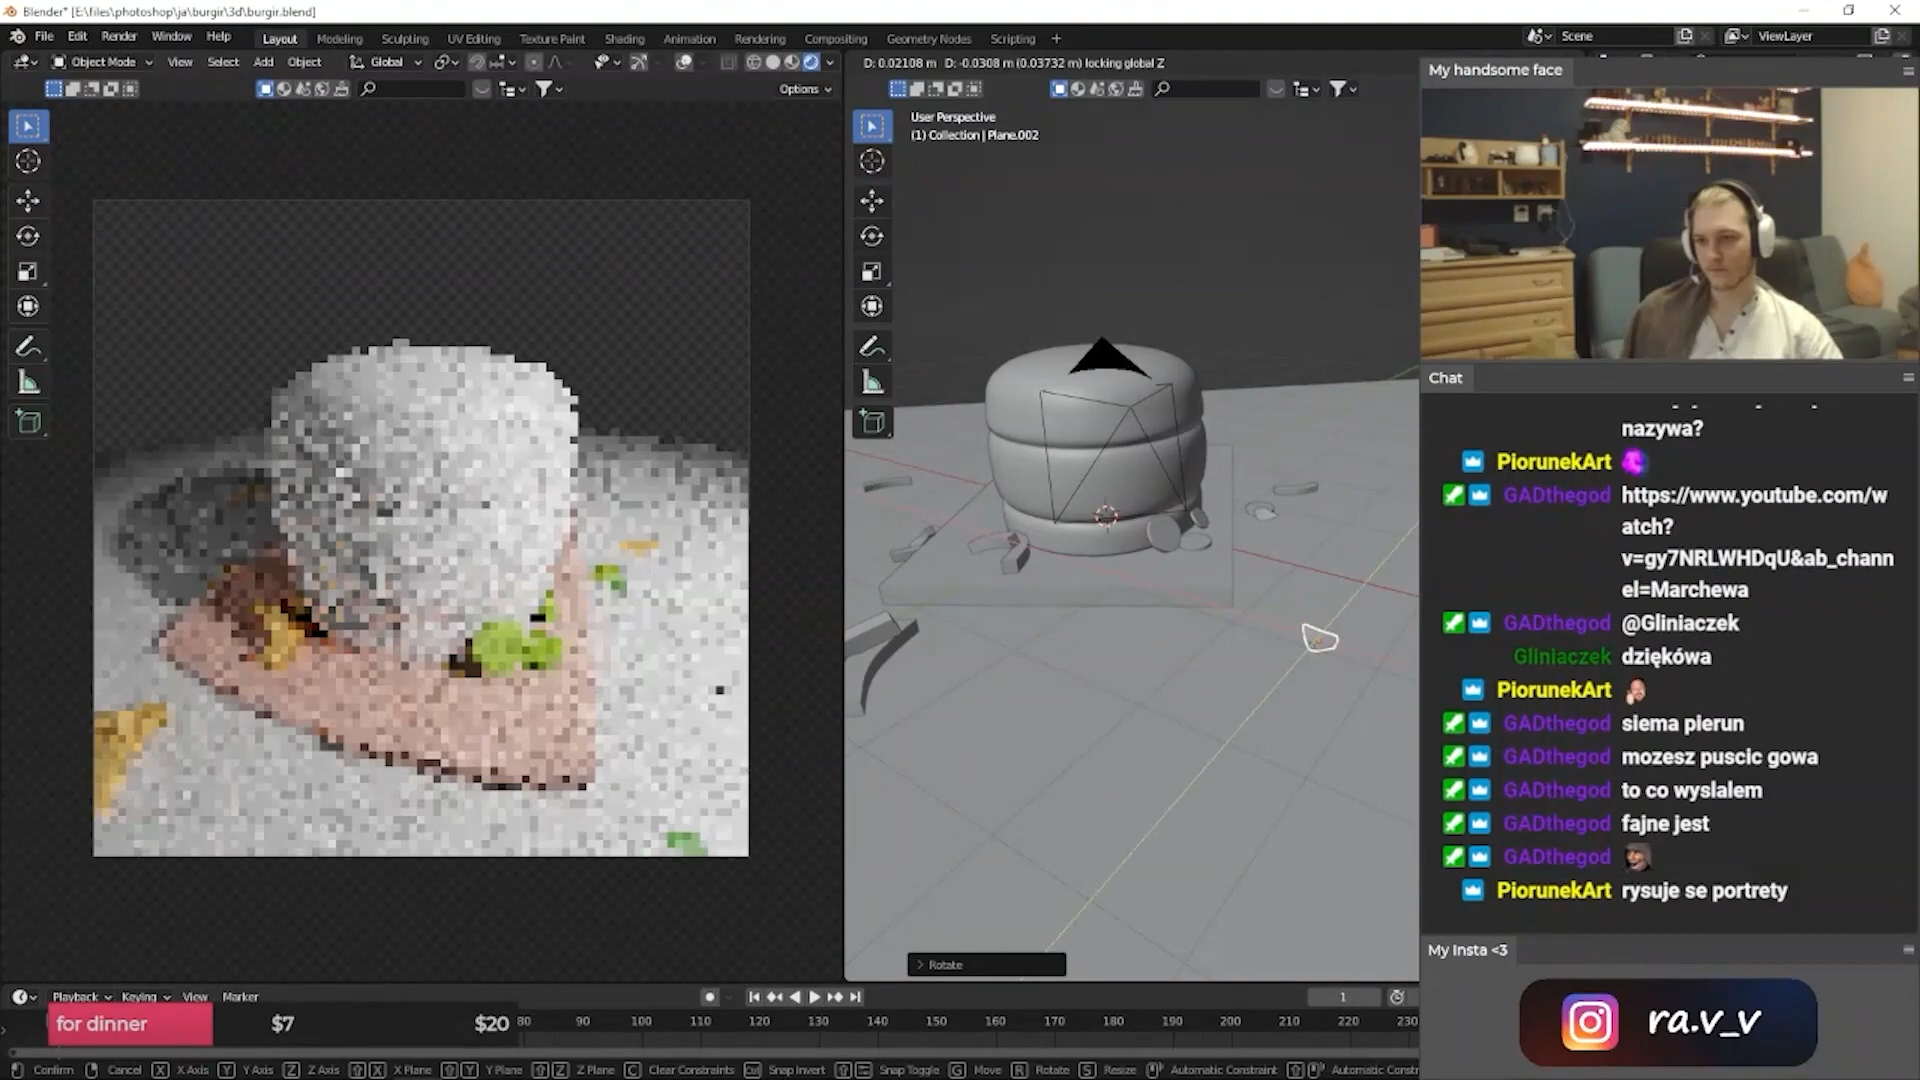 Blender* [E:\files\photoshop\ja\burgir\3d\burgir.blend]
File Edit Render Window Help Layout Modeling Sculpting UV Editing Texture Paint Shading Animation Rendering Compositing Geometry Nodes Scripting + Scene ViewLayer
Object Mode View Select Add Object Global
Options
D: 0.02108 m D: -0.0308 m (0.03732 m) locking global Z
User Perspective
(1) Collection | Plane.002
Rotate
My handsome face
Chat
nazywa?
PiorunekArt
GADthegod https://www.youtube.com/w
atch?
v=gy7NRLWHDqU&ab_chann
el=Marchewa
GADthegod @Gliniaczek
Gliniaczek dziękówa
PiorunekArt
GADthegod siema pierun
GADthegod mozesz puscic gowa
GADthegod to co wyslalem
GADthegod fajne jest
GADthegod
PiorunekArt rysuje se portrety
My Insta <3
ra.v_v
Playback Keying View Marker
1
for dinner $7 $20
80 90 100 110 120 130 140 150 160 170 180 190 200 210 220 230
Confirm Cancel X X Axis Y Y Axis Z Z Axis X X Plane Y Y Plane Z Z Plane C Clear Constraints Snap Invert Snap Toggle G Move R Rotate S Resize Automatic Constraint Automatic Constr